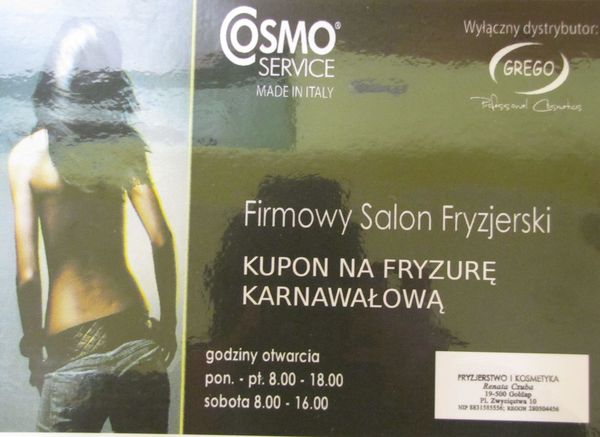 COSMO®
SERVICE
MADE IN ITALY
Wyłączny dystrybutor:
GREGO
Professional Cosmetics
Firmowy Salon Fryzjerski
KUPON NA FRYZURĘ
KARNAWAŁOWĄ
godziny otwarcia
pon. - pt. 8.00 - 18.00
sobota 8.00 - 16.00
FRYZJERSTWO I KOSMETYKA
Renata Czuba
19-500 Gołdap
Pl. Zwycięstwa 10